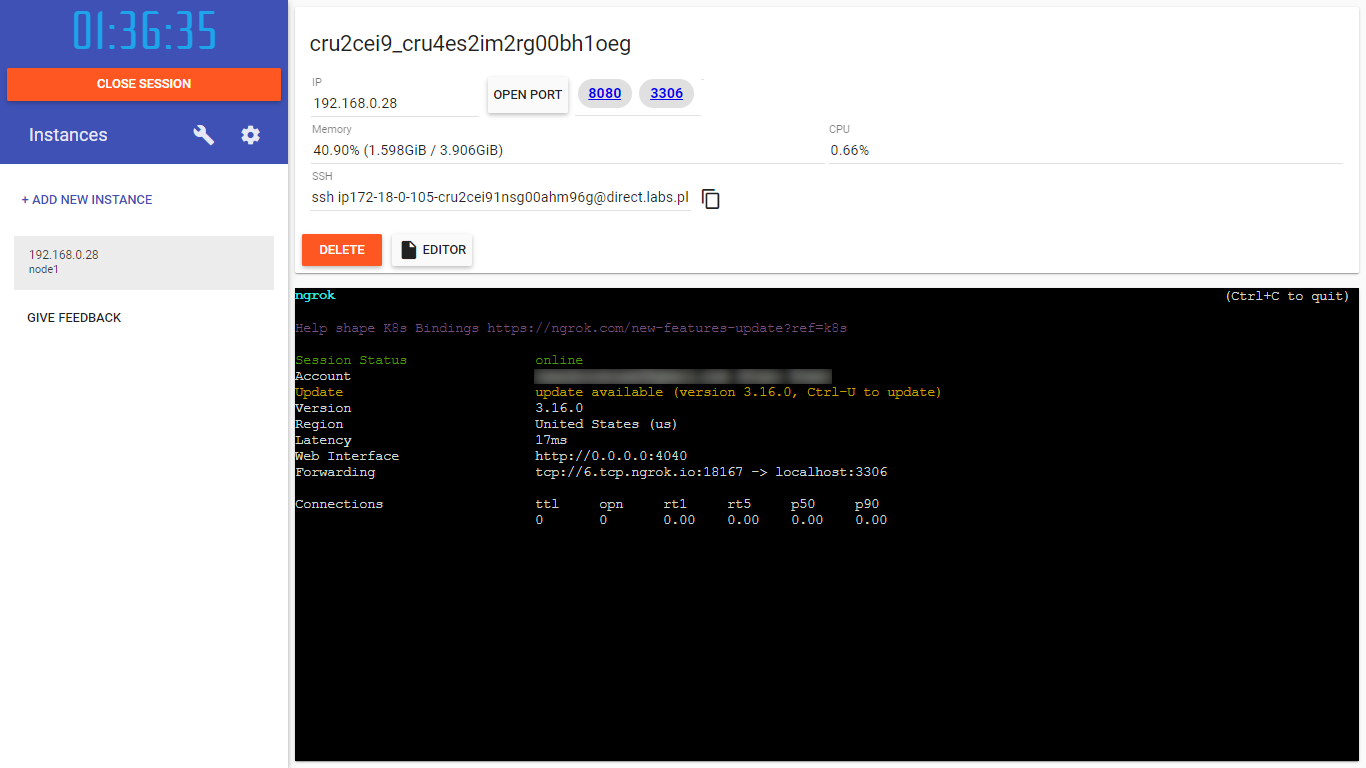 01:36:35
CLOSE SESSION
Instances
+ ADD NEW INSTANCE
192.168.0.28
node1
GIVE FEEDBACK
cru2cei9_cru4es2im2rg00bh1oeg
IP
192.168.0.28
OPEN PORT
8080
3306
Memory
40.90% (1.598GiB / 3.906GiB)
CPU
0.66%
SSH
ssh ip172-18-0-105-cru2cei91nsg00ahm96g@direct.labs.pl
DELETE
EDITOR
ngrok (Ctrl+C to quit)
Help shape K8s Bindings https://ngrok.com/new-features-update?ref=k8s
Session Status online
Account
Update update available (version 3.16.0, Ctrl-U to update)
Version 3.16.0
Region United States (us)
Latency 17ms
Web Interface http://0.0.0.0:4040
Forwarding tcp://6.tcp.ngrok.io:18167 -> localhost:3306
Connections ttl opn rt1 rt5 p50 p90
0 0 0.00 0.00 0.00 0.00